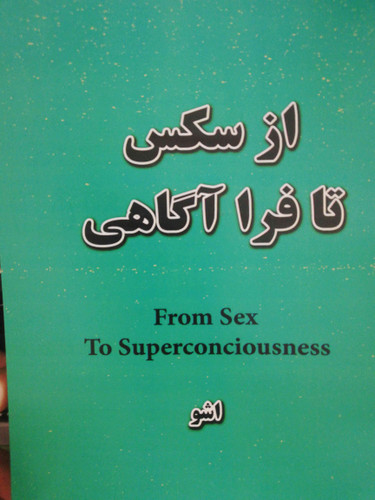 از سکس
تا فرا آگاهی
From Sex
To Superconciousness
اشو